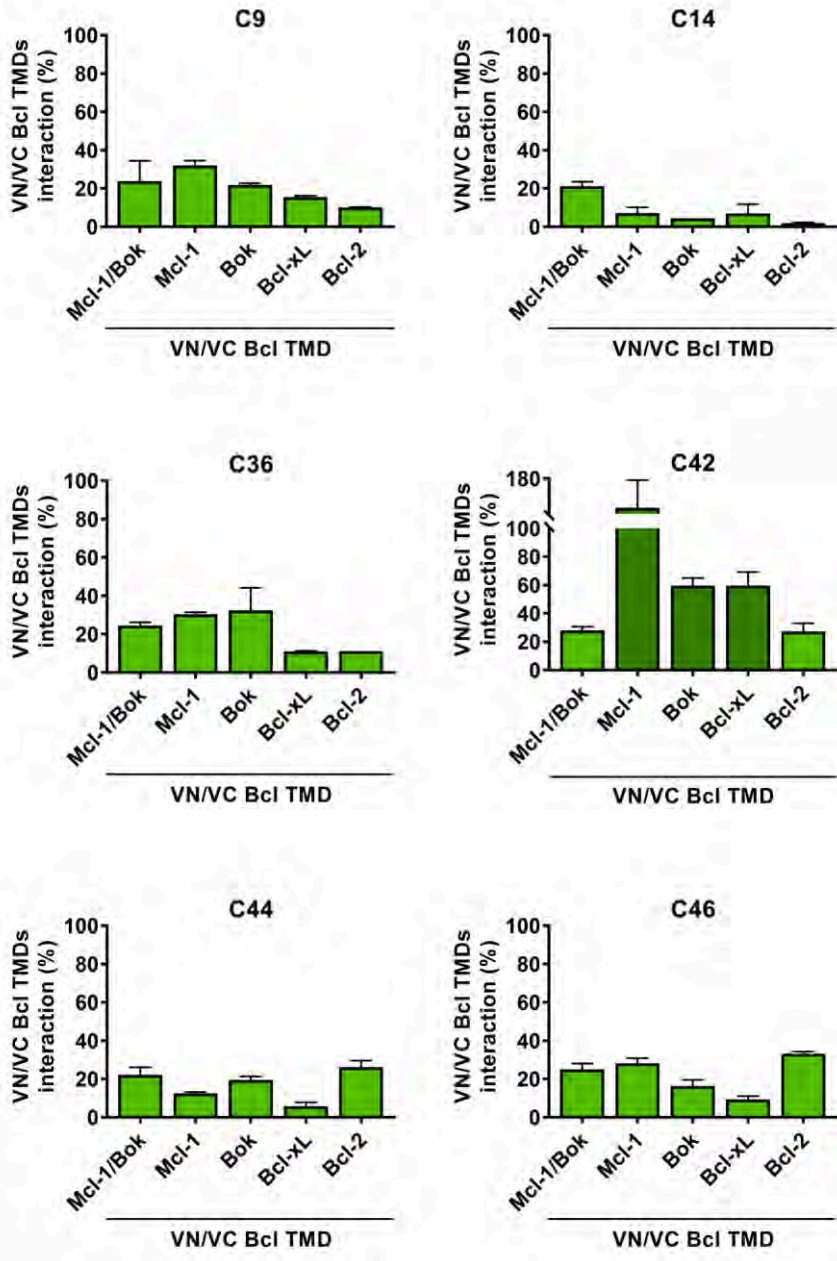 C9
VN/VC Bcl TMDs
interaction (%)
100
80
60
40
20
0
Mcl-1/Bok
Mcl-1
Bok
Bcl-xL
Bcl-2
VN/VC Bcl TMD
C14
VN/VC Bcl TMDs
interaction (%)
100
80
60
40
20
0
Mcl-1/Bok
Mcl-1
Bok
Bcl-xL
Bcl-2
VN/VC Bcl TMD
C36
VN/VC Bcl TMDs
interaction (%)
100
80
60
40
20
0
Mcl-1/Bok
Mcl-1
Bok
Bcl-xL
Bcl-2
VN/VC Bcl TMD
C42
VN/VC Bcl TMDs
interaction (%)
180
100
80
60
40
20
0
Mcl-1/Bok
Mcl-1
Bok
Bcl-xL
Bcl-2
VN/VC Bcl TMD
C44
VN/VC Bcl TMDs
interaction (%)
100
80
60
40
20
0
Mcl-1/Bok
Mcl-1
Bok
Bcl-xL
Bcl-2
VN/VC Bcl TMD
C46
VN/VC Bcl TMDs
interaction (%)
100
80
60
40
20
0
Mcl-1/Bok
Mcl-1
Bok
Bcl-xL
Bcl-2
VN/VC Bcl TMD